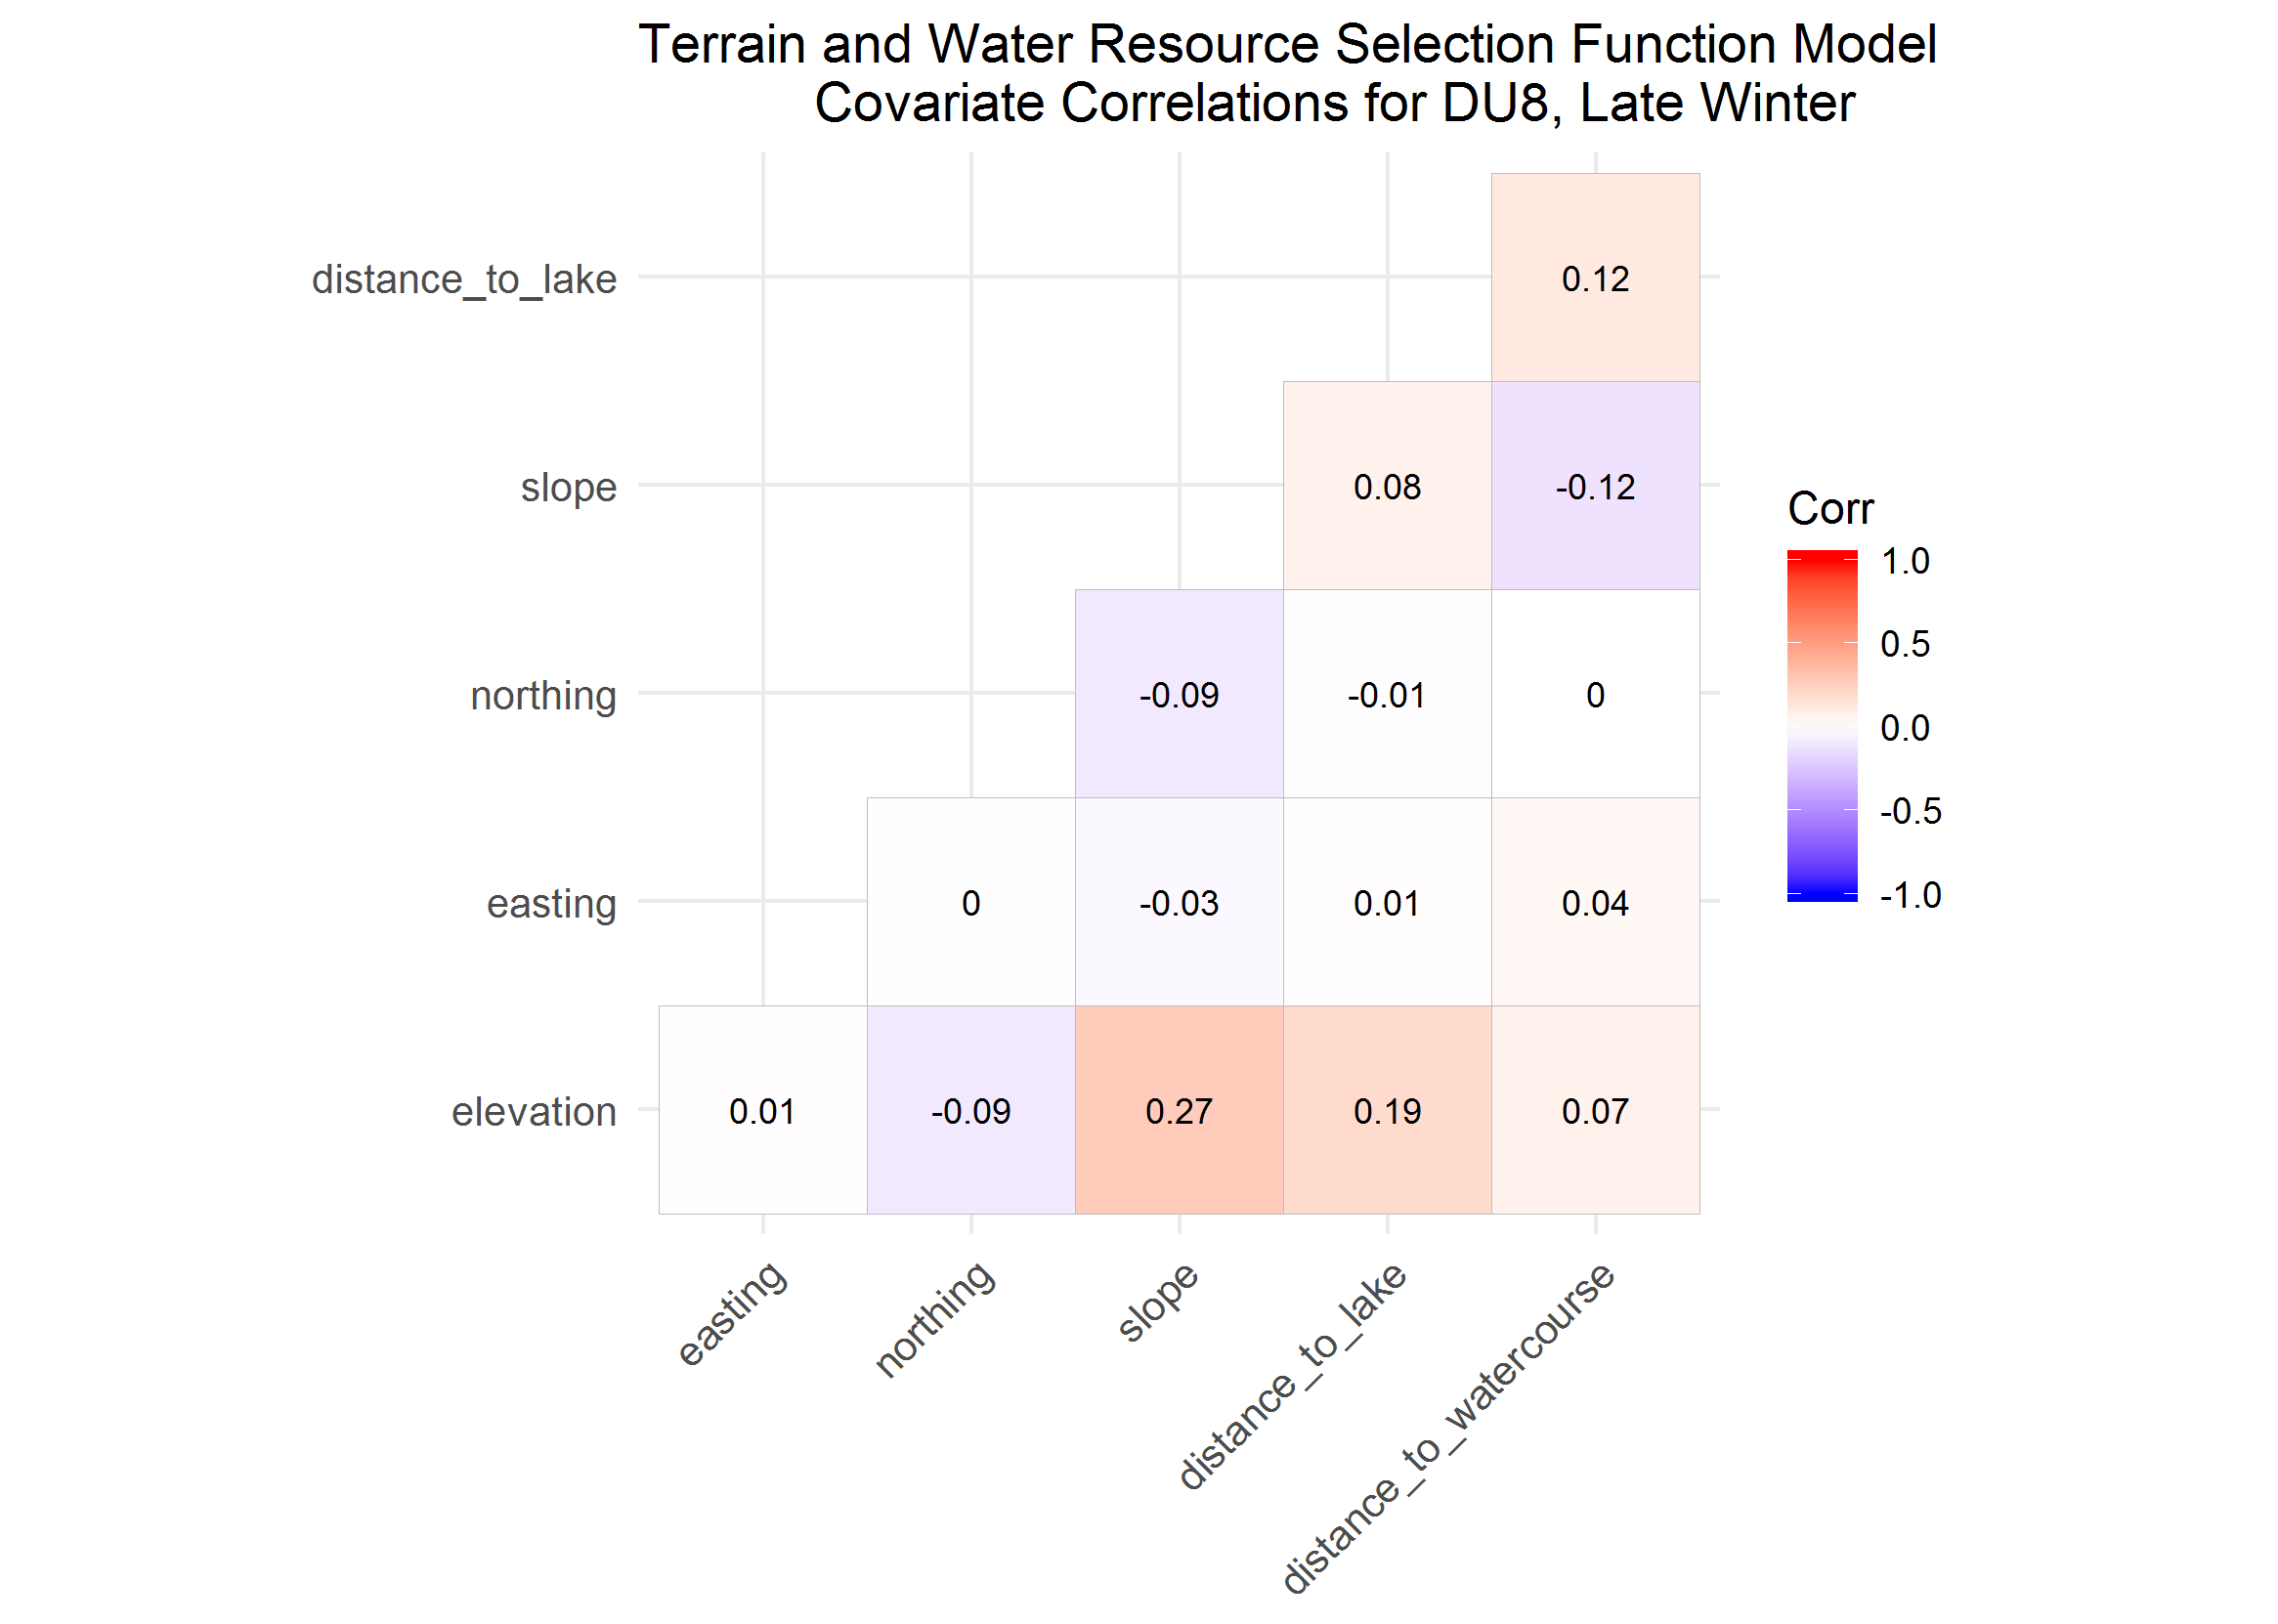 Terrain and Water Resource Selection Function Model
Covariate Correlations for DU8, Late Winter
distance_to_lake
0.12
slope
0.08
-0.12
northing
-0.09
-0.01
0
easting
0
-0.03
0.01
0.04
elevation
0.01
-0.09
0.27
0.19
0.07
easting
northing
slope
distance_to_lake
distance_to_watercourse
Corr
1.0
0.5
0.0
-0.5
-1.0